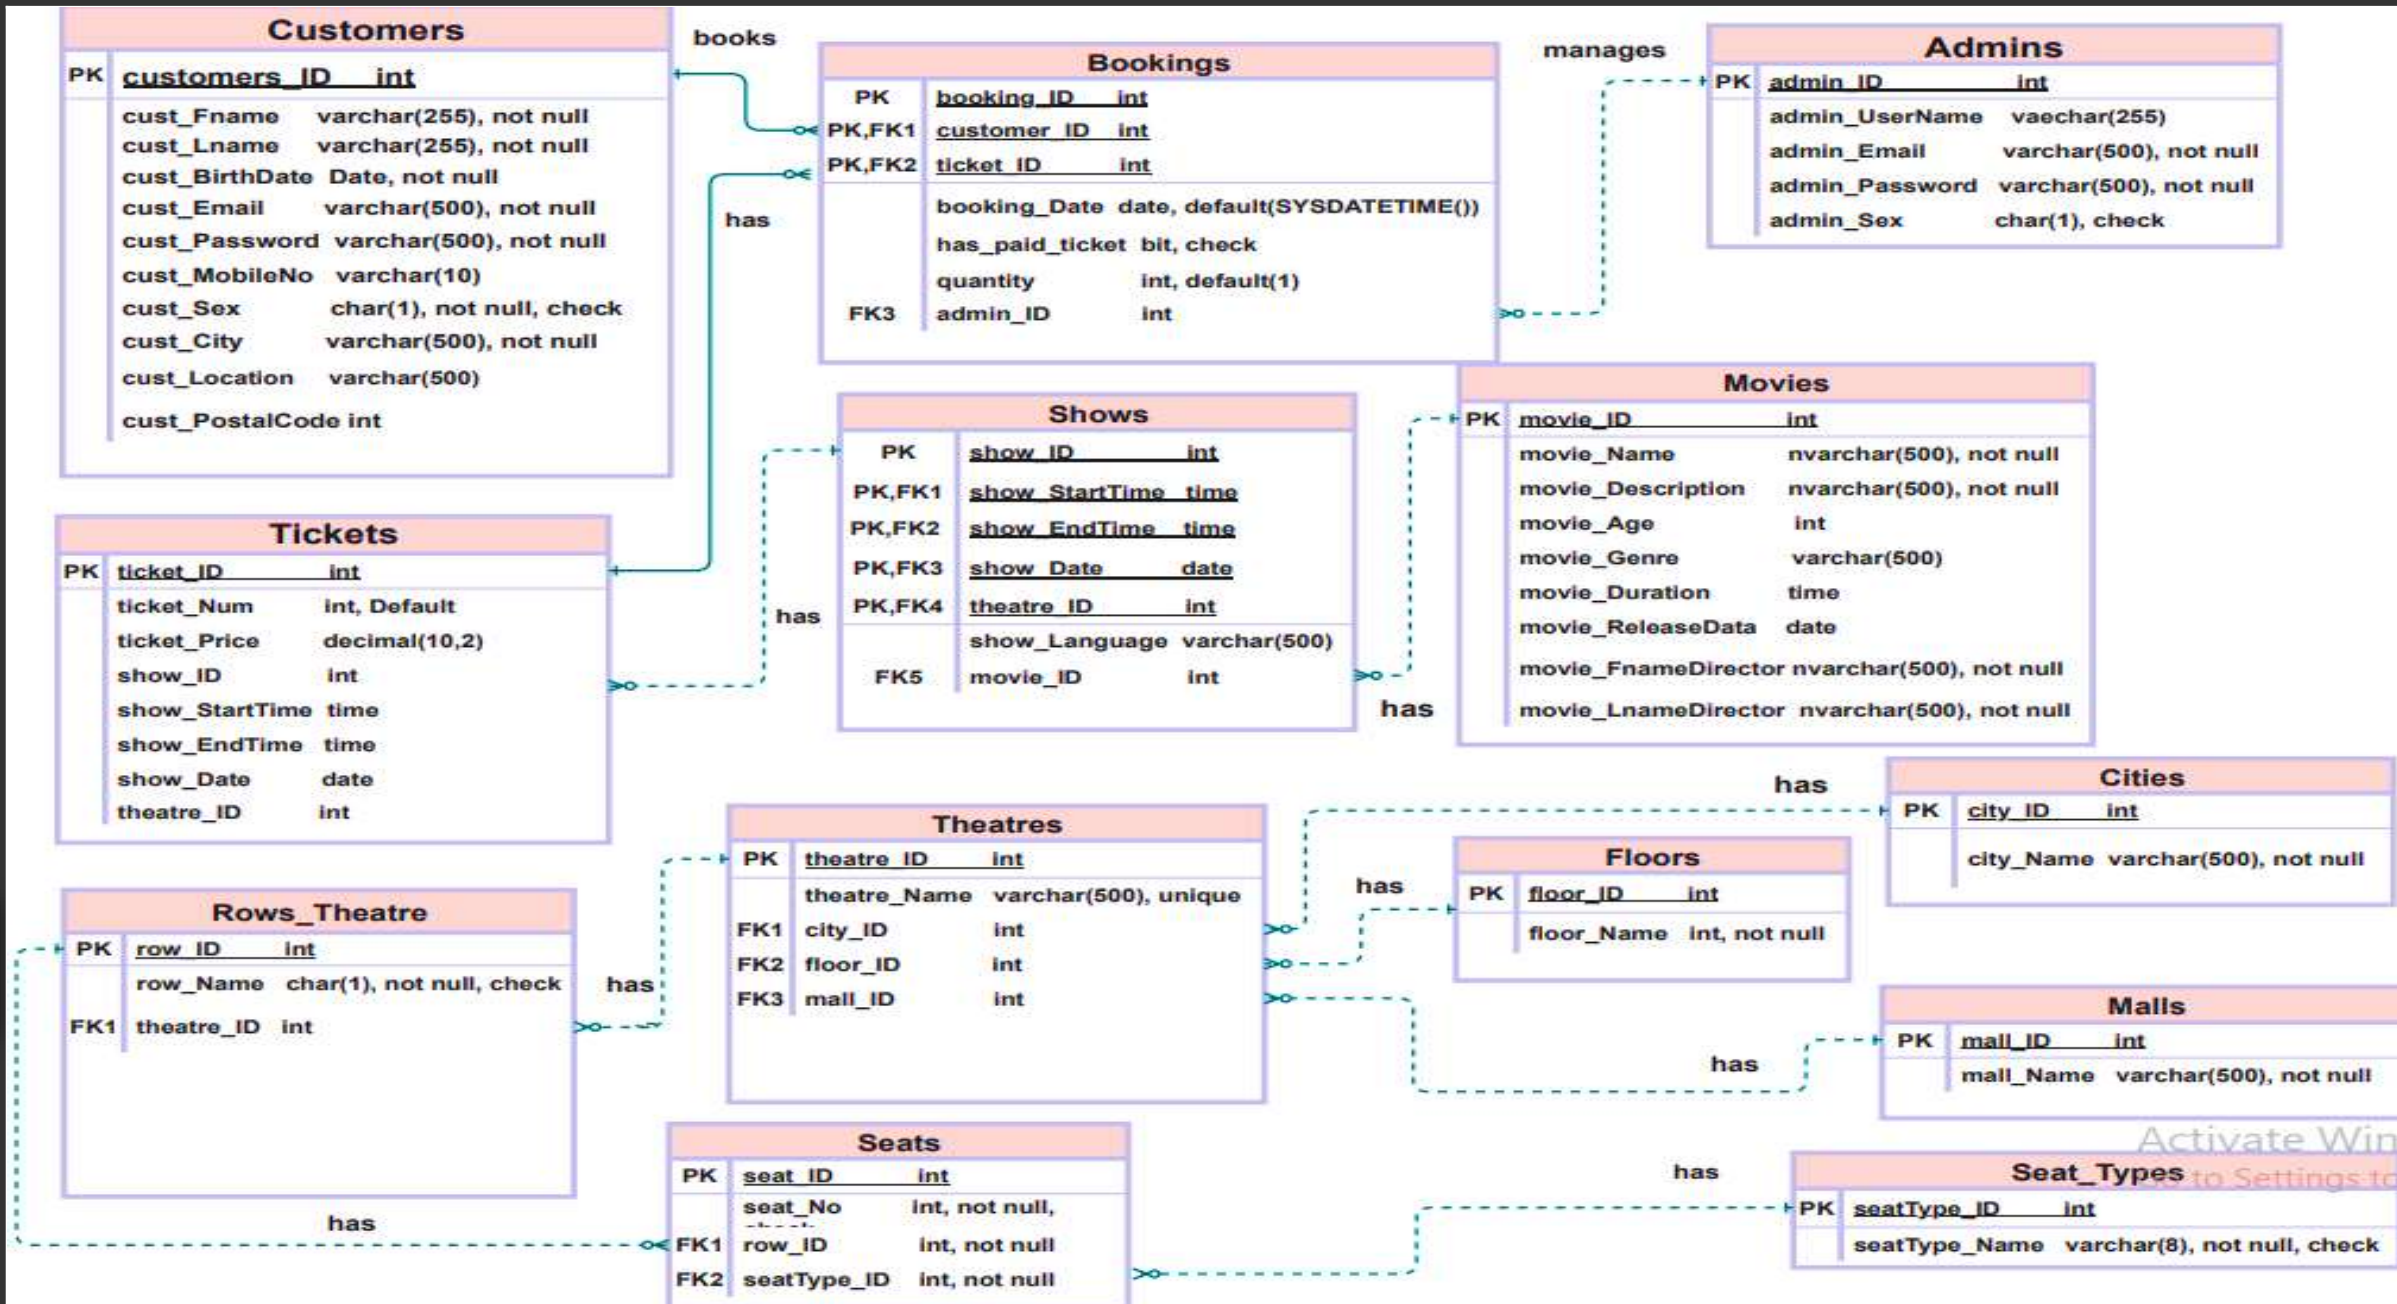 Customers
PK customers_ID int
cust_Fname varchar(255), not null
cust_Lname varchar(255), not null
cust_BirthDate Date, not null
cust_Email varchar(500), not null
cust_Password varchar(500), not null
cust_MobileNo varchar(10)
cust_Sex char(1), not null, check
cust_City varchar(500), not null
cust_Location varchar(500)
cust_PostalCode int
books
Bookings
PK booking_ID int
PK,FK1 customer_ID int
PK,FK2 ticket_ID int
booking_Date date, default(SYSDATETIME())
has_paid_ticket bit, check
quantity int, default(1)
FK3 admin_ID int
has
manages
Admins
PK admin_ID int
admin_UserName vaechar(255)
admin_Email varchar(500), not null
admin_Password varchar(500), not null
admin_Sex char(1), check
Shows
PK show_ID int
PK,FK1 show_StartTime time
PK,FK2 show_EndTime time
PK,FK3 show_Date date
PK,FK4 theatre_ID int
show_Language varchar(500)
FK5 movie_ID int
has
Movies
PK movie_ID int
movie_Name nvarchar(500), not null
movie_Description nvarchar(500), not null
movie_Age int
movie_Genre varchar(500)
movie_Duration time
movie_ReleaseData date
movie_FnameDirector nvarchar(500), not null
movie_LnameDirector nvarchar(500), not null
has
Tickets
PK ticket_ID int
ticket_Num int, Default
ticket_Price decimal(10,2)
show_ID int
show_StartTime time
show_EndTime time
show_Date date
theatre_ID int
Theatres
PK theatre_ID int
theatre_Name varchar(500), unique
FK1 city_ID int
FK2 floor_ID int
FK3 mall_ID int
has
Cities
PK city_ID int
city_Name varchar(500), not null
has
Floors
PK floor_ID int
floor_Name int, not null
Rows_Theatre
PK row_ID int
row_Name char(1), not null, check
FK1 theatre_ID int
has
has
Malls
PK mall_ID int
mall_Name varchar(500), not null
Activate Win
to Settings to
has
Seats
PK seat_ID int
seat_No int, not null,
FK1 row_ID int, not null
FK2 seatType_ID int, not null
has
Seat_Types
PK seatType_ID int
seatType_Name varchar(8), not null, check